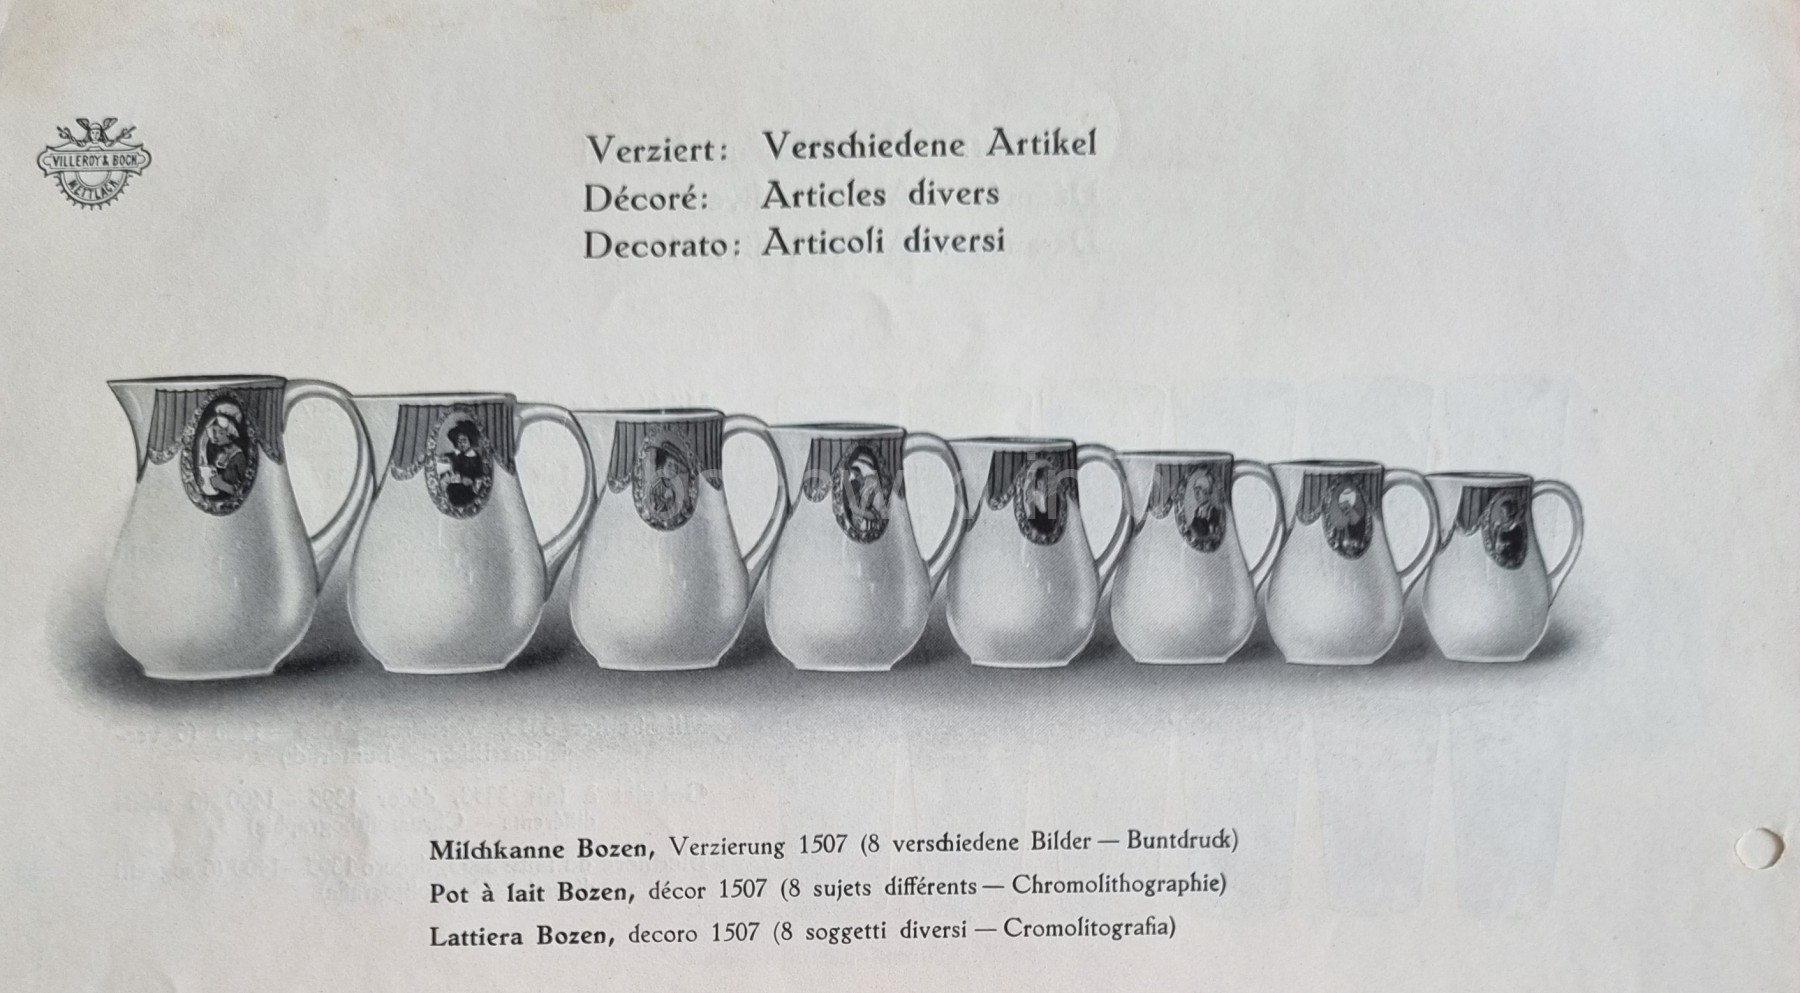 VILLEROY & BOCH
METTLACH
Verziert: Verschiedene Artikel
Décoré: Articles divers
Decorato: Articoli diversi
Milchkanne Bozen, Verzierung 1507 (8 verschiedene Bilder — Buntdruck)
Pot à lait Bozen, décor 1507 (8 sujets différents — Chromolithographie)
Lattiera Bozen, decoro 1507 (8 soggetti diversi — Cromolitografia)